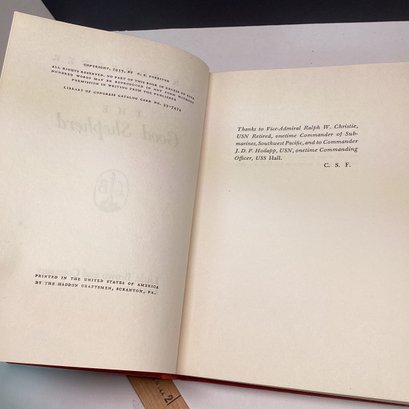 COPYRIGHT, 1955, BY C. S. FORESTER
ALL RIGHTS RESERVED. NO PART OF THIS BOOK IN EXCESS OF FIVE
HUNDRED WORDS MAY BE REPRODUCED IN ANY FORM WITHOUT
PERMISSION IN WRITING FROM THE PUBLISHER
LIBRARY OF CONGRESS CATALOG CARD NO. 55-7474
THE
Good Shepherd
PRINTED IN THE UNITED STATES OF AMERICA
BY THE HADDON CRAFTSMEN, SCRANTON, PA.
Thanks to Vice-Admiral Ralph W. Christie,
USN Retired, onetime Commander of Sub-
marines, Southwest Pacific, and to Commander
J. D. P. Hodapp, USN, onetime Commanding
Officer, USS Hall.
C. S. F.
2